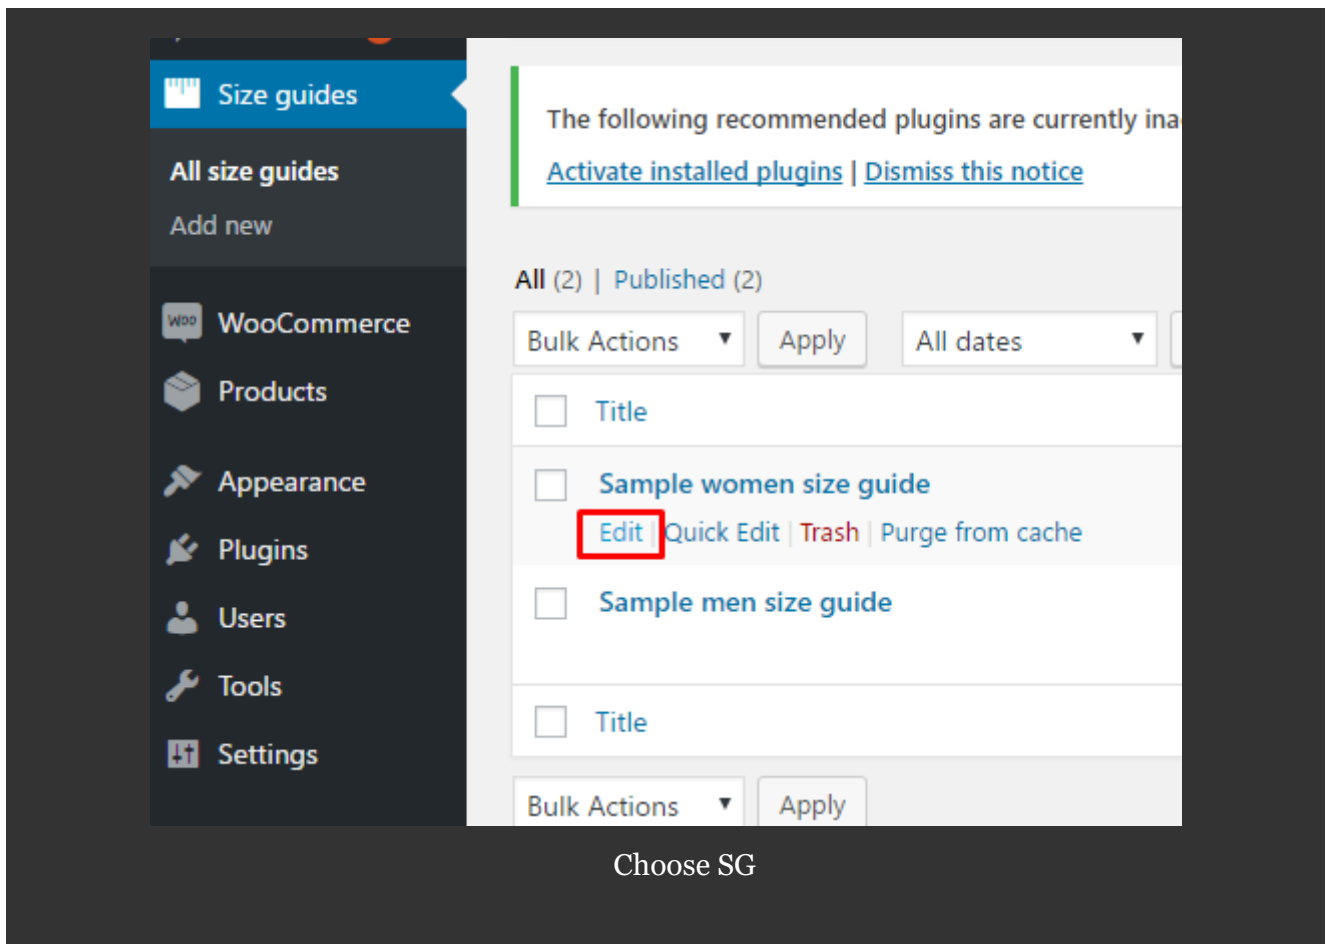 Size guides
All size guides
Add new
WOO WooCommerce
Products
Appearance
Plugins
Users
Tools
Settings
The following recommended plugins are currently ina
Activate installed plugins | Dismiss this notice
All (2) | Published (2)
Bulk Actions Apply All dates
Title
Sample women size guide
Edit | Quick Edit | Trash | Purge from cache
Sample men size guide
Title
Bulk Actions Apply
Choose SG